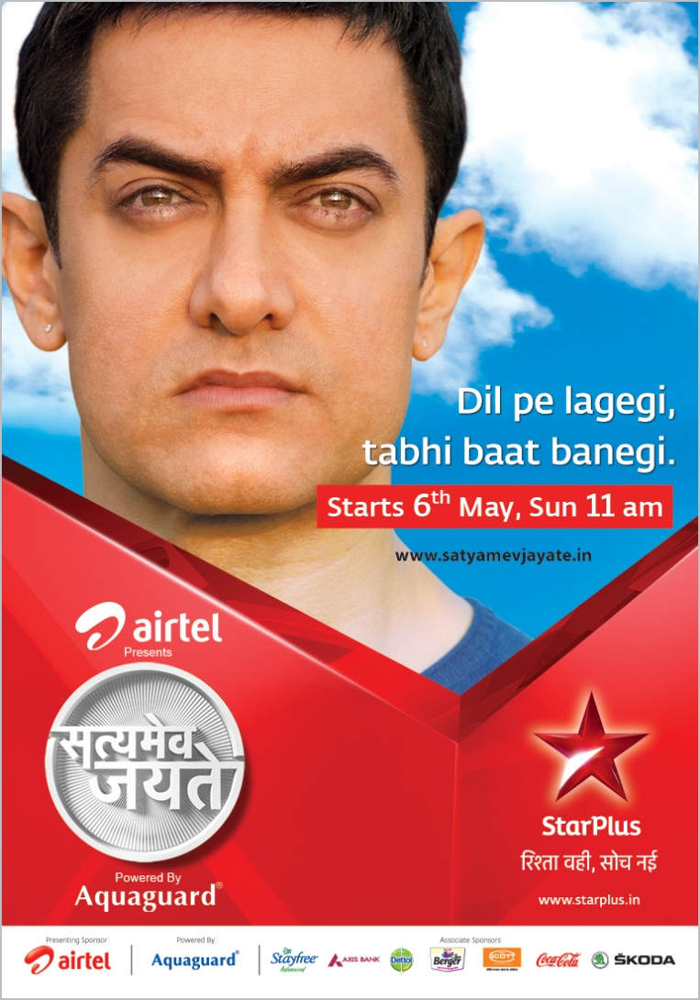 Dil pe lagegi,
tabhi baat banegi.
Starts 6th May, Sun 11 am
www.satyamevjayate.in
airtel
Presents
सत्यमेव
जयते
Powered By
Aquaguard®
StarPlus
रिश्ता वही, सोच नई
www.starplus.in
Presenting Sponsor:
airtel
Powered By:
Aquaguard®
Associate Sponsors:
Stayfree®
Advanced
AXIS BANK
Dettol
Berger
SCOTT
Coca-Cola
ŠKODA